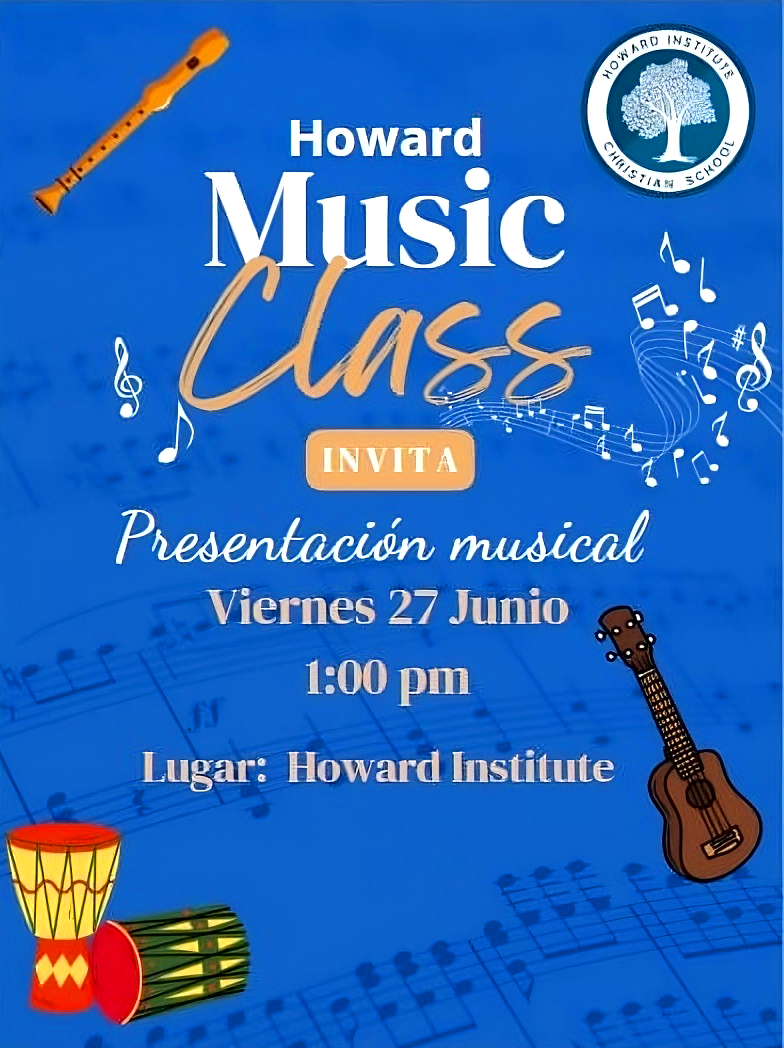 HOWARD INSTITUTE
CHRISTIAN SCHOOL
Howard
Music
Class
INVITA
Presentación musical
Viernes 27 Junio
1:00 pm
Lugar: Howard Institute
ff